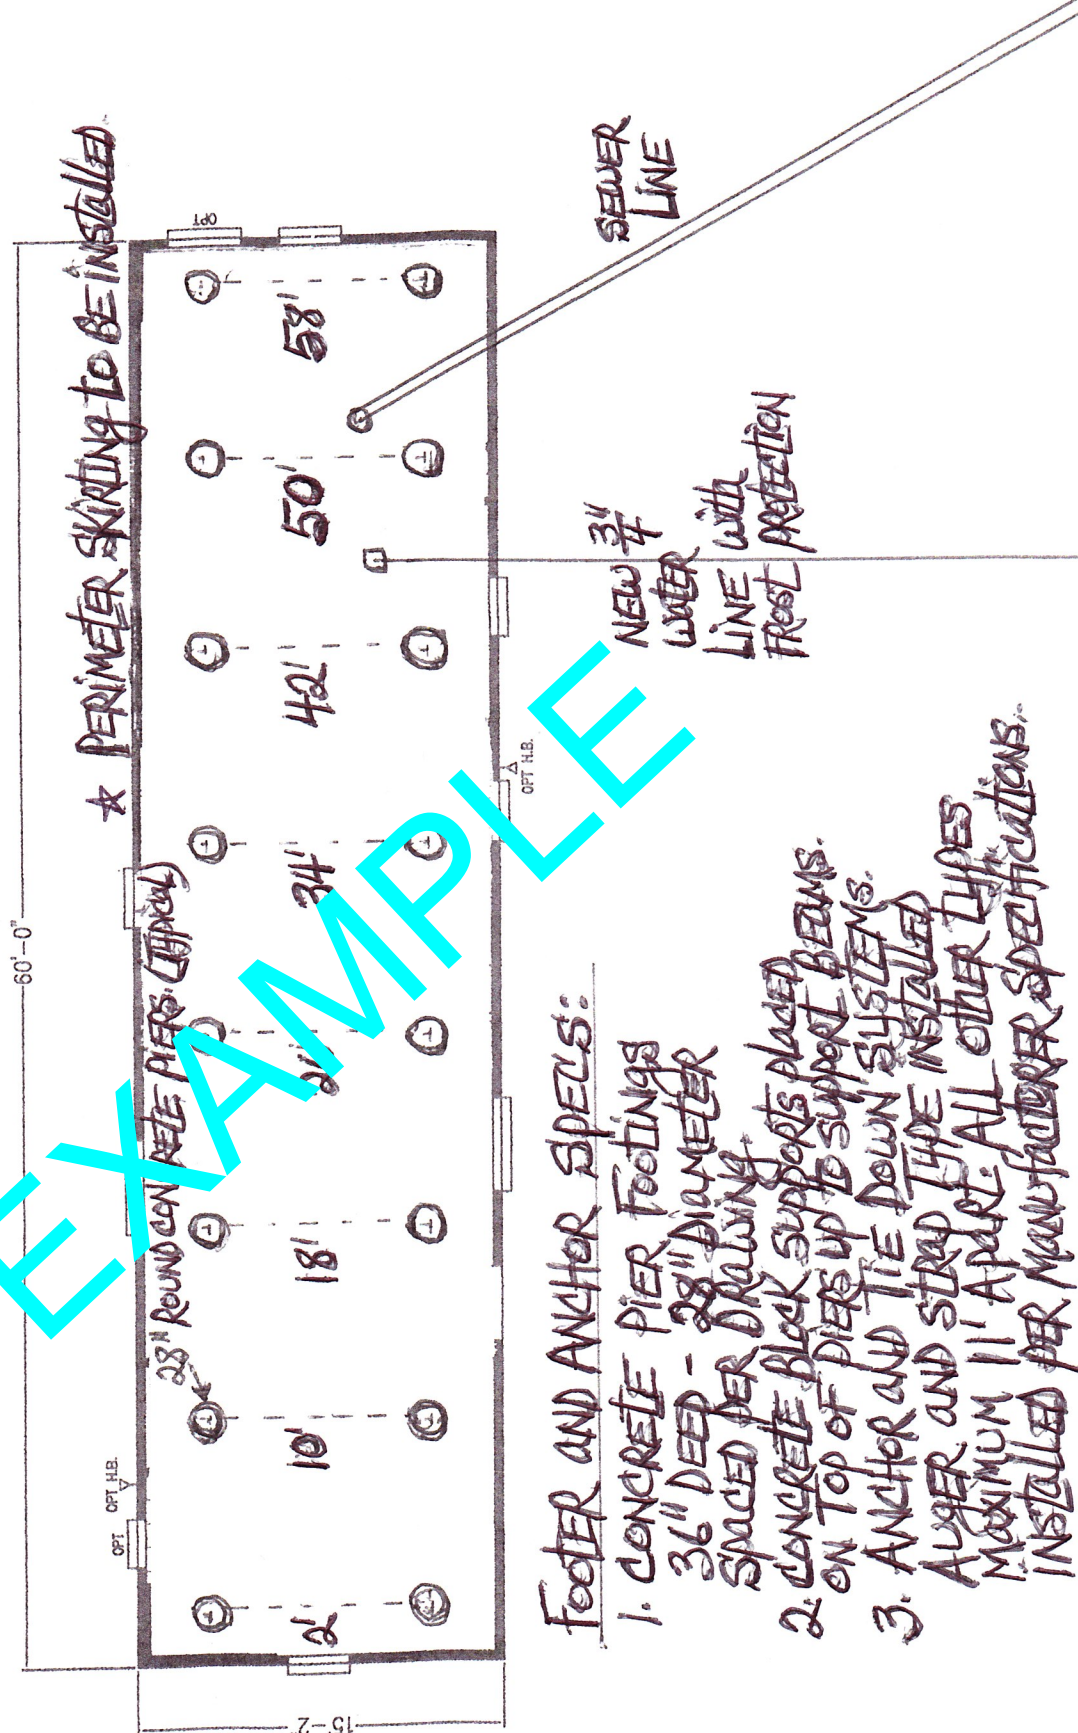 60'-0"
★ PERIMETER SKIRTING to BE iNStallED.
OPT
OPT H.B.
28" ROUND CONCRETE PIERS. (TYPICAL)
OPT
2'
10'
18'
34'
42'
50'
58'
15'-2"
OPT H.B.
EXAMPLE
SEWER
LINE
NEW 3/4"
WATER
LINE with
FROST PROTECTION
FOOTER AND ANCHOR SPECS:
1. CONCRETE PIER FOOTINGS
36" DEEP - 28" DIAMETER
SPACED PER DRAWING
2. CONCRETE BLOCK SUPPORTS PLACED
ON TOP OF PIERS UP TO SUPPORT BEAMS.
3. ANCHOR AND TIE DOWN SYSTEMS.
AUGER AND STRAP TYPE INSTALLED
MAXIMUM 11' APART. ALL OTHER TYPES
INSTALLED PER MANUFACTURER SPECIFICATIONS.